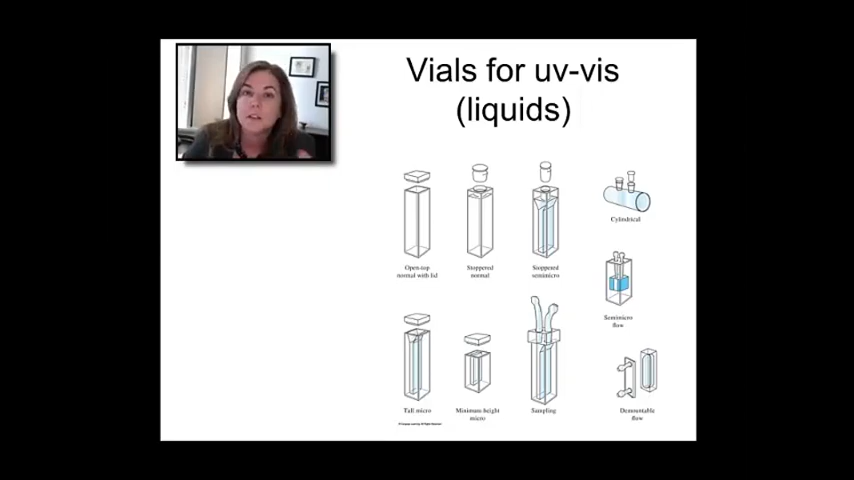 Vials for uv-vis
(liquids)
Open-top
normal with lid
Stoppered
normal
Stoppered
semimicro
Cylindrical
Semimicro
flow
Tall micro
Minimum-height
micro
Sampling
Demountable
flow